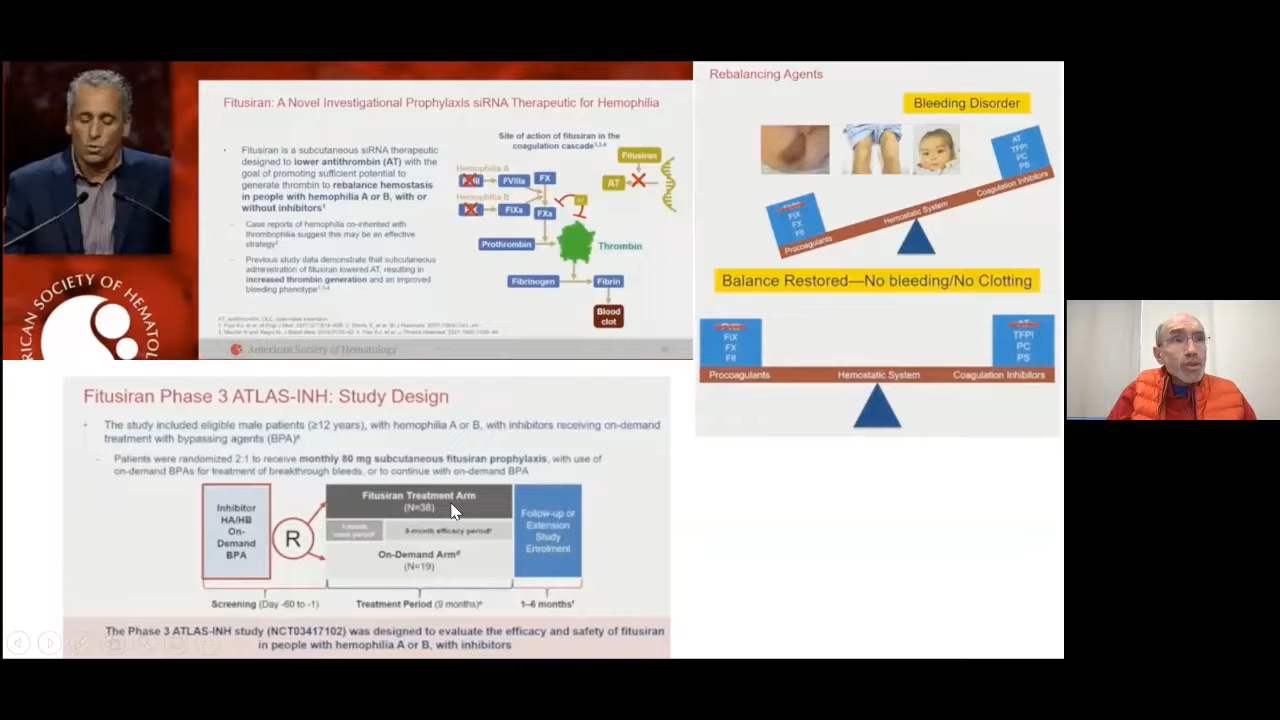 Fitusiran: A Novel Investigational Prophylaxis siRNA Therapeutic for Hemophilia
• Fitusiran is a subcutaneous siRNA therapeutic
designed to lower antithrombin (AT) with the
goal of promoting sufficient potential to
generate thrombin to rebalance hemostasis
in people with hemophilia A or B, with or
without inhibitors¹
– Case reports of hemophilia co-inherited with
thrombophilia suggest this may be an effective
strategy²
– Previous study data demonstrate that subcutaneous
administration of fitusiran lowered AT, resulting in
increased thrombin generation and an improved
bleeding phenotype
Site of action of fitusiran in the
coagulation cascade
Fitusiran
AT
Hemophilia A
FVIIIa
FX
Hemophilia B
FIXa
FXa
Prothrombin
Thrombin
Fibrinogen
Fibrin
Blood
clot
American Society of Hematology
RICAN SOCIETY OF HEMATOL
Rebalancing Agents
Bleeding Disorder
AT
TFPI
PC
PS
Coagulation Inhibitors
Hemostatic System
FIX
FX
FII
Procoagulants
Balance Restored—No bleeding/No Clotting
FIX
FX
FII
TFPI
PC
PS
Procoagulants
Hemostatic System
Coagulation Inhibitors
Fitusiran Phase 3 ATLAS-INH: Study Design
• The study included eligible male patients (≥12 years), with hemophilia A or B, with inhibitors receiving on-demand
treatment with bypassing agents (BPA)ᵃ
– Patients were randomized 2:1 to receive monthly 80 mg subcutaneous fitusiran prophylaxis, with use of
on-demand BPAs for treatment of breakthrough bleeds, or to continue with on-demand BPA
Inhibitor
HA/HB
On-
Demand
BPA
R
Fitusiran Treatment Arm
(N=38)
8-month efficacy period
On-Demand Armᵈ
(N=19)
Follow-up or
Extension
Study
Enrolment
Screening (Day -60 to -1)
Treatment Period (9 months)ᵉ
1–6 monthsᶠ
The Phase 3 ATLAS-INH study (NCT03417102) was designed to evaluate the efficacy and safety of fitusiran
in people with hemophilia A or B, with inhibitors